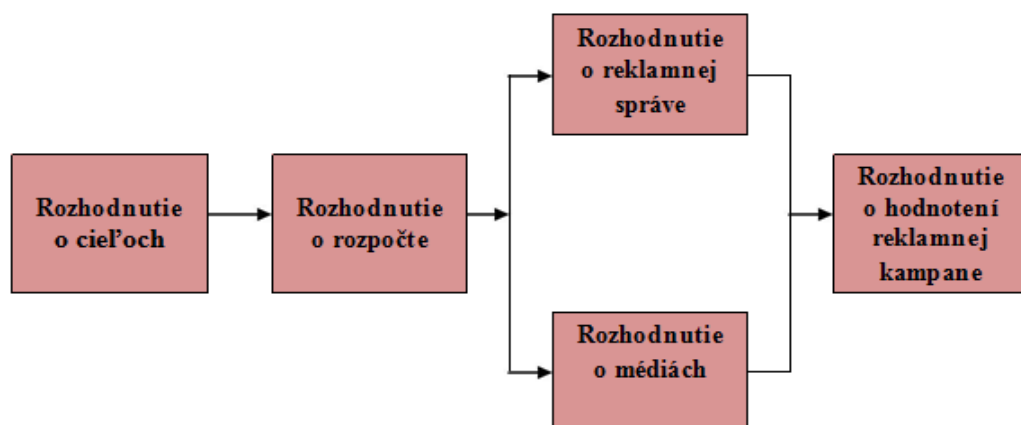 Rozhodnutie
o cieľoch
Rozhodnutie
o rozpočte
Rozhodnutie
o reklamnej
správe
Rozhodnutie
o médiách
Rozhodnutie
o hodnotení
reklamnej
kampane